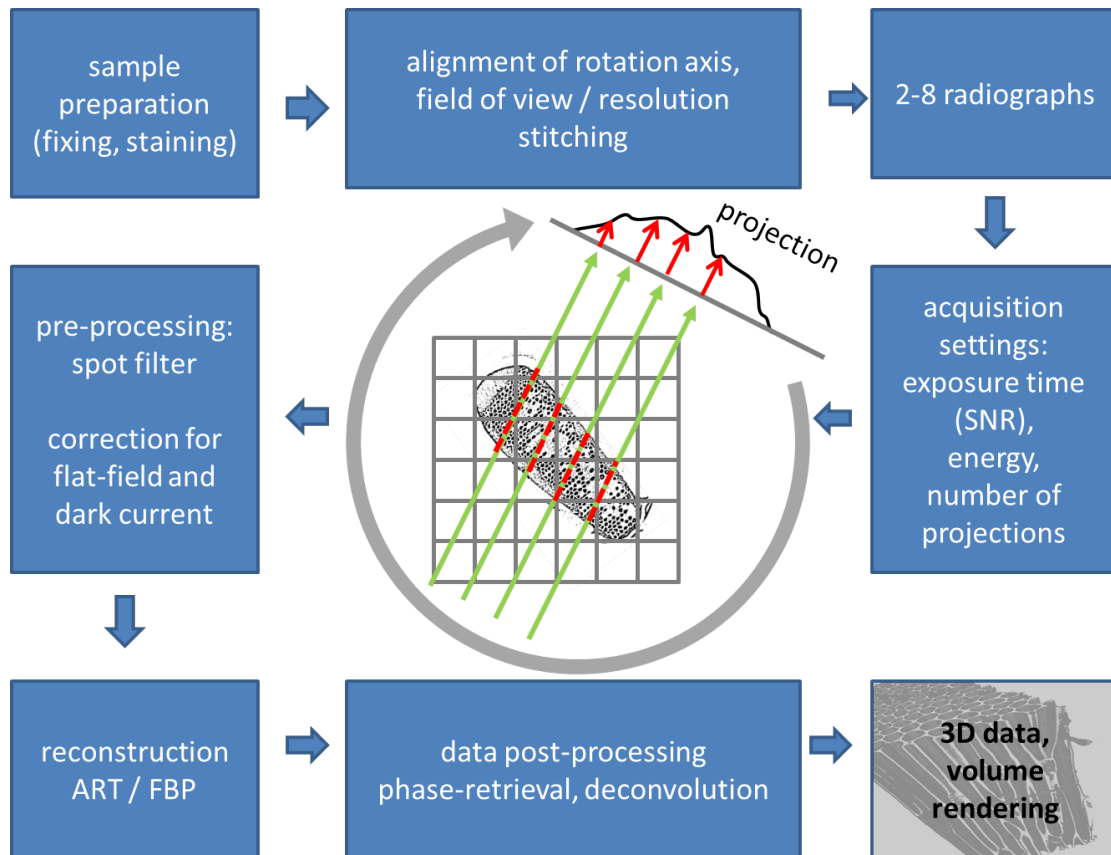 sample
preparation
(fixing, staining)
alignment of rotation axis,
field of view / resolution
stitching
2-8 radiographs
projection
acquisition
settings:
exposure time
(SNR),
energy,
number of
projections
pre-processing:
spot filter
correction for
flat-field and
dark current
reconstruction
ART / FBP
data post-processing
phase-retrieval, deconvolution
3D data,
volume
rendering